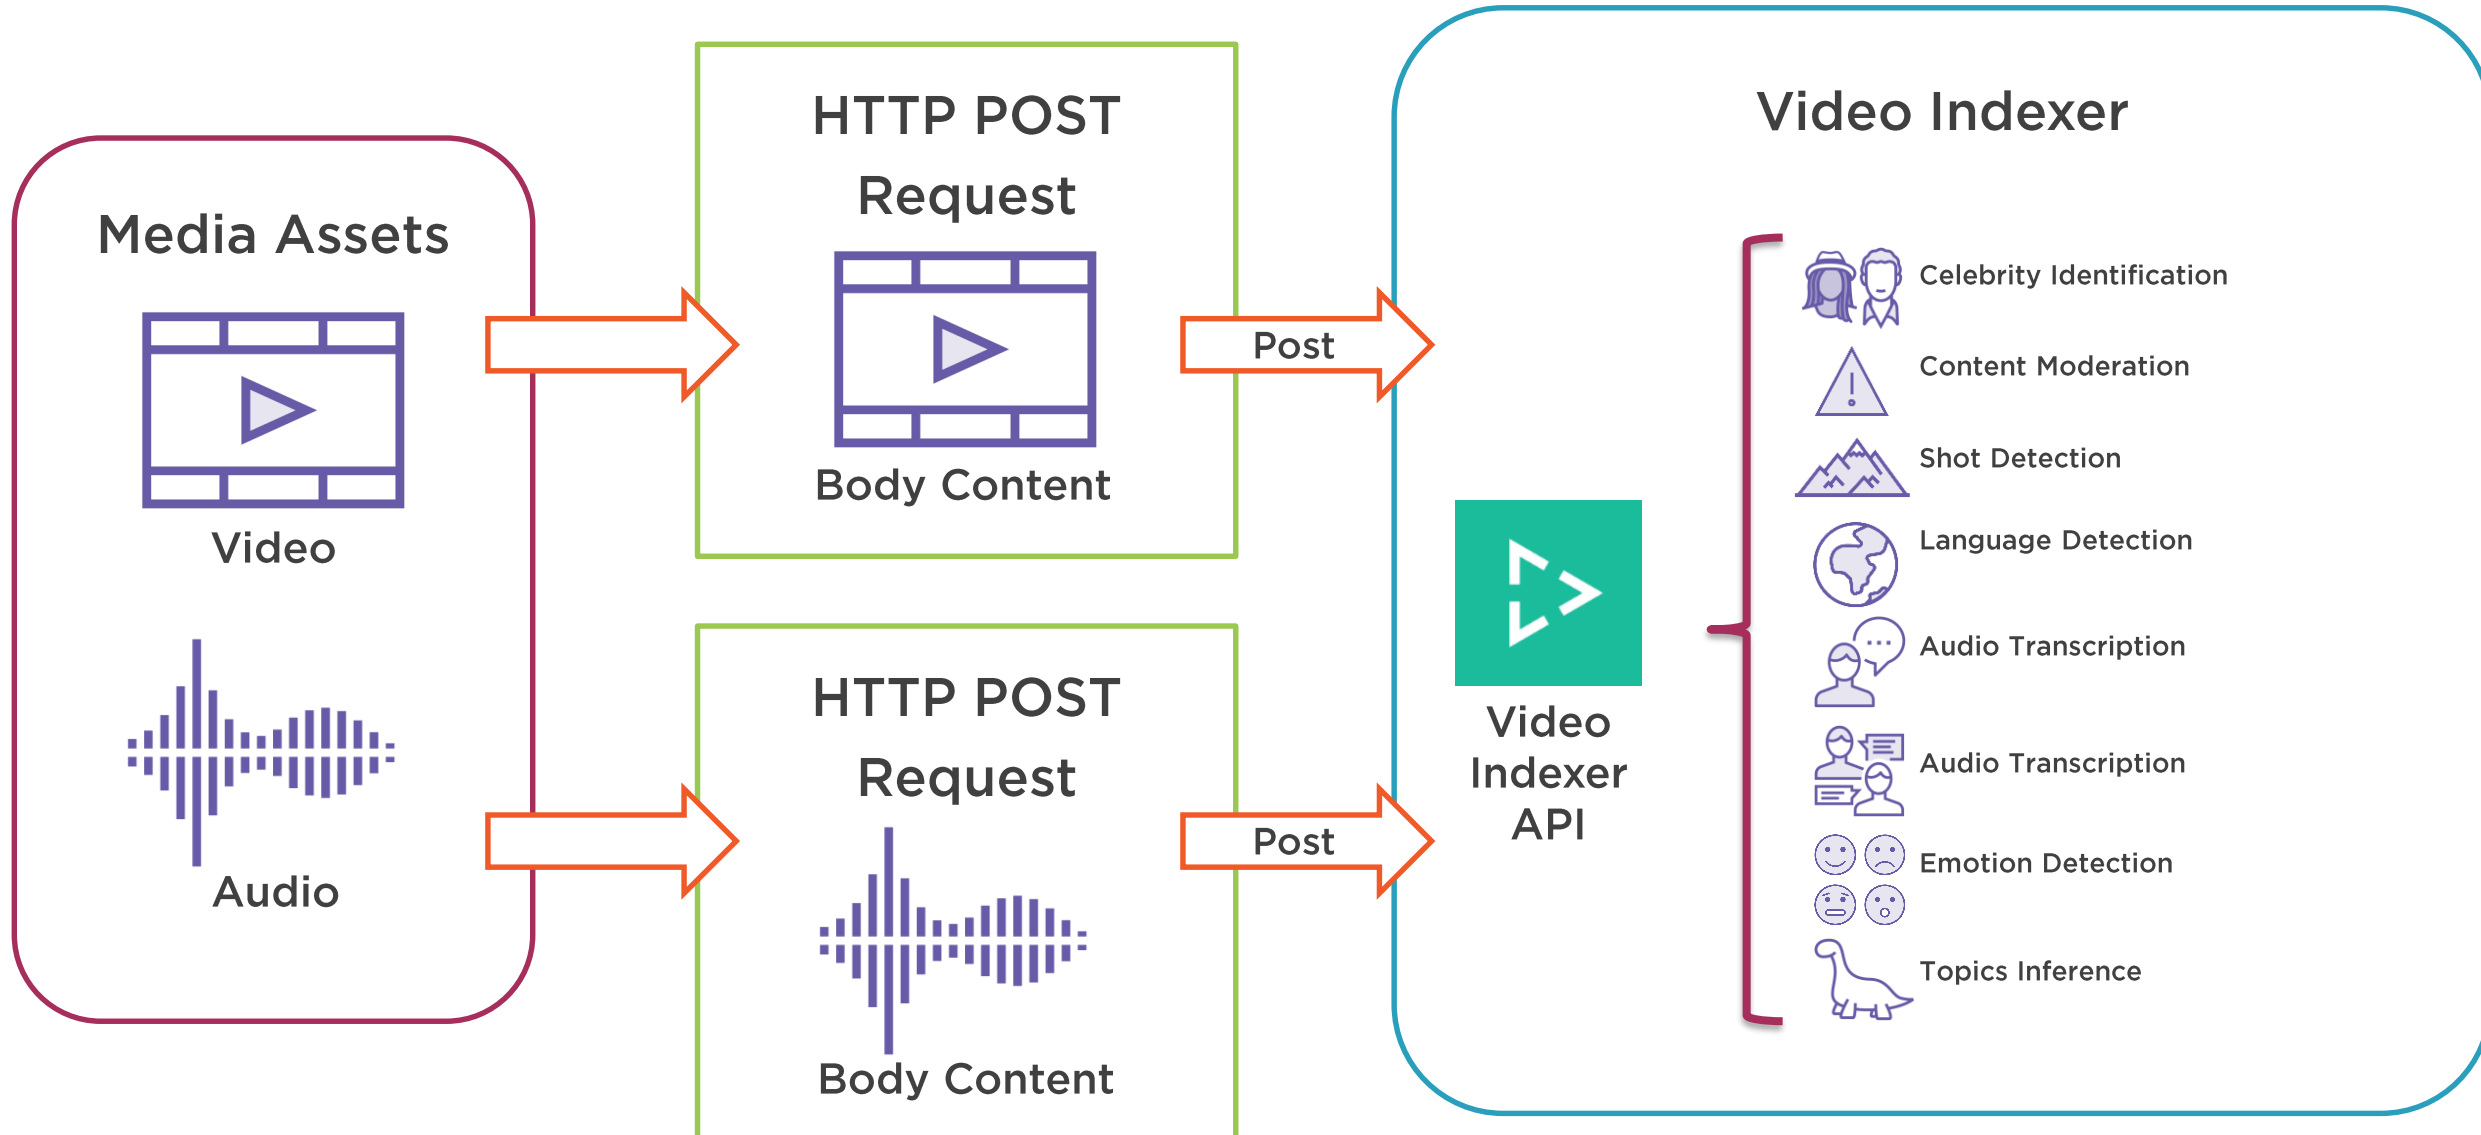 Media Assets
Video
Audio
HTTP POST
Request
Body Content
Post
HTTP POST
Request
Body Content
Post
Video Indexer
Video
Indexer
API
Celebrity Identification
Content Moderation
Shot Detection
Language Detection
Audio Transcription
Audio Transcription
Emotion Detection
Topics Inference